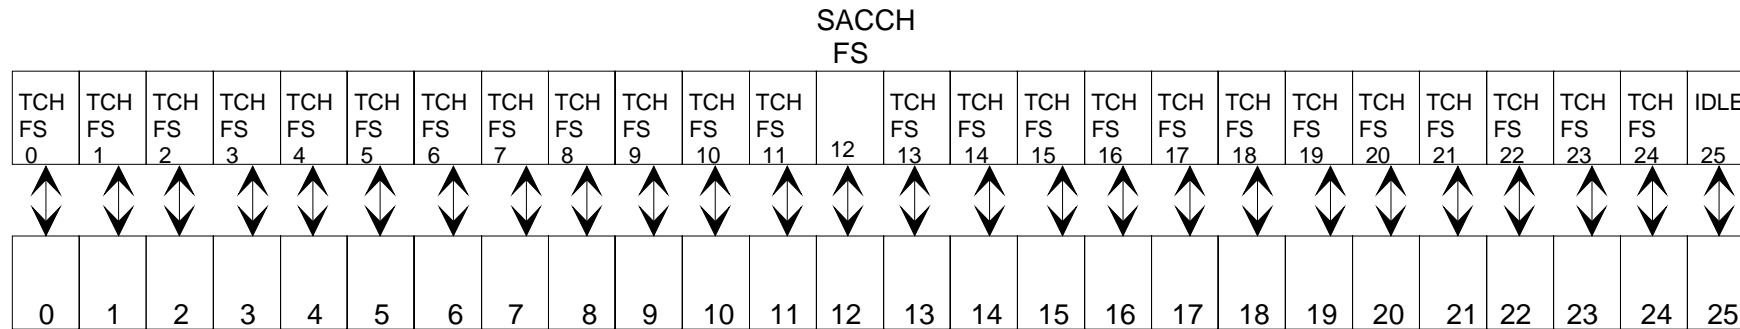 SACCH
FS
TCH TCH TCH TCH TCH TCH TCH TCH TCH TCH TCH TCH TCH TCH TCH TCH TCH TCH TCH TCH TCH TCH TCH TCH IDLE
FS FS FS FS FS FS FS FS FS FS FS FS FS FS FS FS FS FS FS FS FS FS FS FS
0 1 2 3 4 5 6 7 8 9 10 11 12 13 14 15 16 17 18 19 20 21 22 23 24 25
0 1 2 3 4 5 6 7 8 9 10 11 12 13 14 15 16 17 18 19 20 21 22 23 24 25